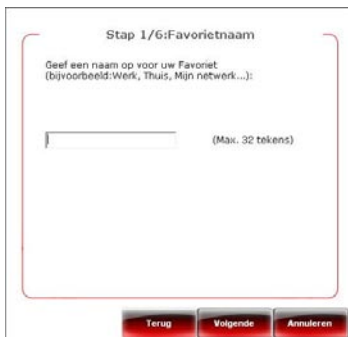 Stap 1/6:Favorietnaam
Geef een naam op voor uw Favoriet
(bijvoorbeeld:Werk, Thuis, Mijn netwerk...):
(Max. 32 tekens)
Terug
Volgende
Annuleren